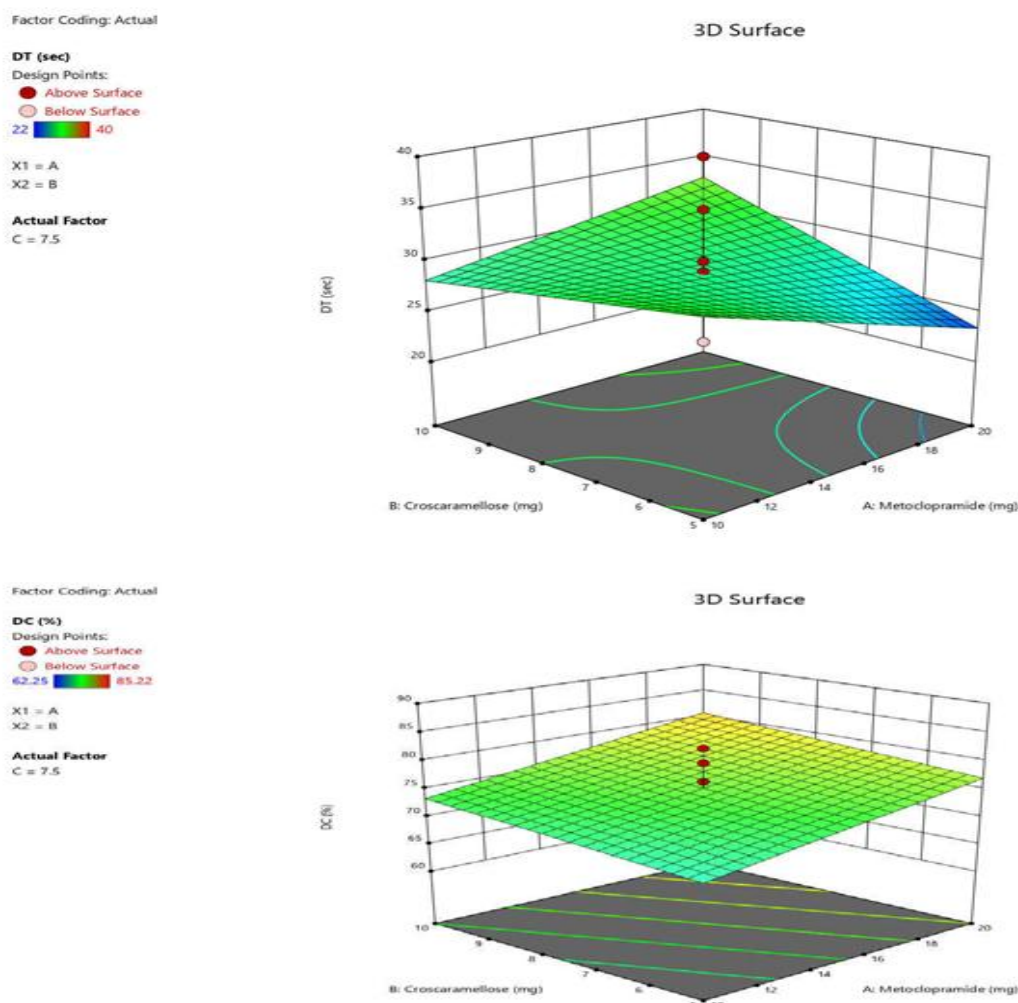 Factor Coding: Actual
3D Surface
DT (sec)
Design Points:
Above Surface
Below Surface
22 40
X1 = A
X2 = B
Actual Factor
C = 7.5
40
35
30
25
20
DT (sec)
10
9
8
7
6
5
10
12
14
16
18
20
B: Croscaramellose (mg)
A: Metoclopramide (mg)
Factor Coding: Actual
3D Surface
DC (%)
Design Points:
Above Surface
Below Surface
62.25 85.22
X1 = A
X2 = B
Actual Factor
C = 7.5
90
85
80
75
70
65
60
DC (%)
10
9
8
7
6
12
14
16
18
20
B: Croscaramellose (mg)
A: Metoclopramide (mg)